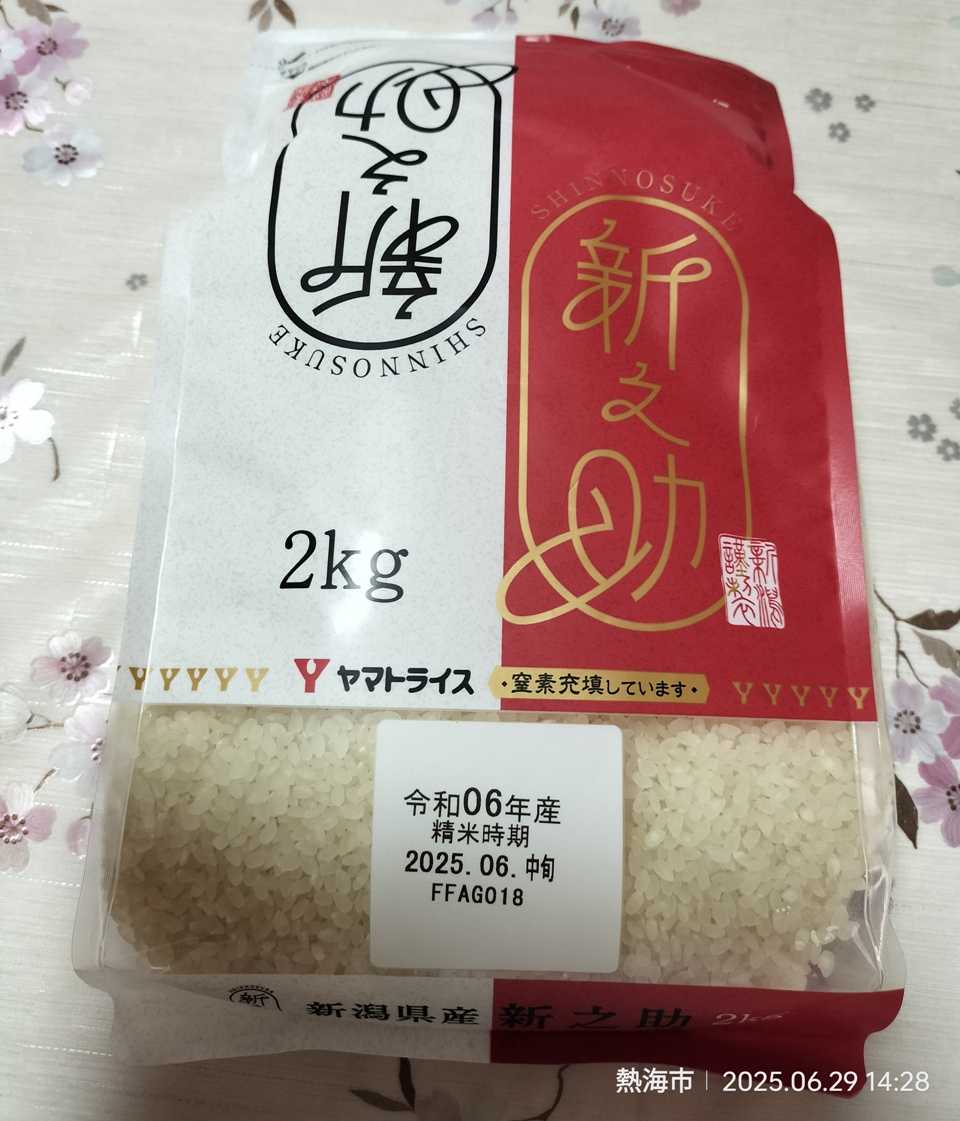 新之助
SHINNOSUKE
SHINNOSUKE
新之助
新潟
謹製
2kg
ヤマトライス
・窒素充填しています・
令和06年産
精米時期
2025.06.中旬
FFAG018
新
新潟県産 新之助 2kg
熱海市 | 2025.06.29 14:28